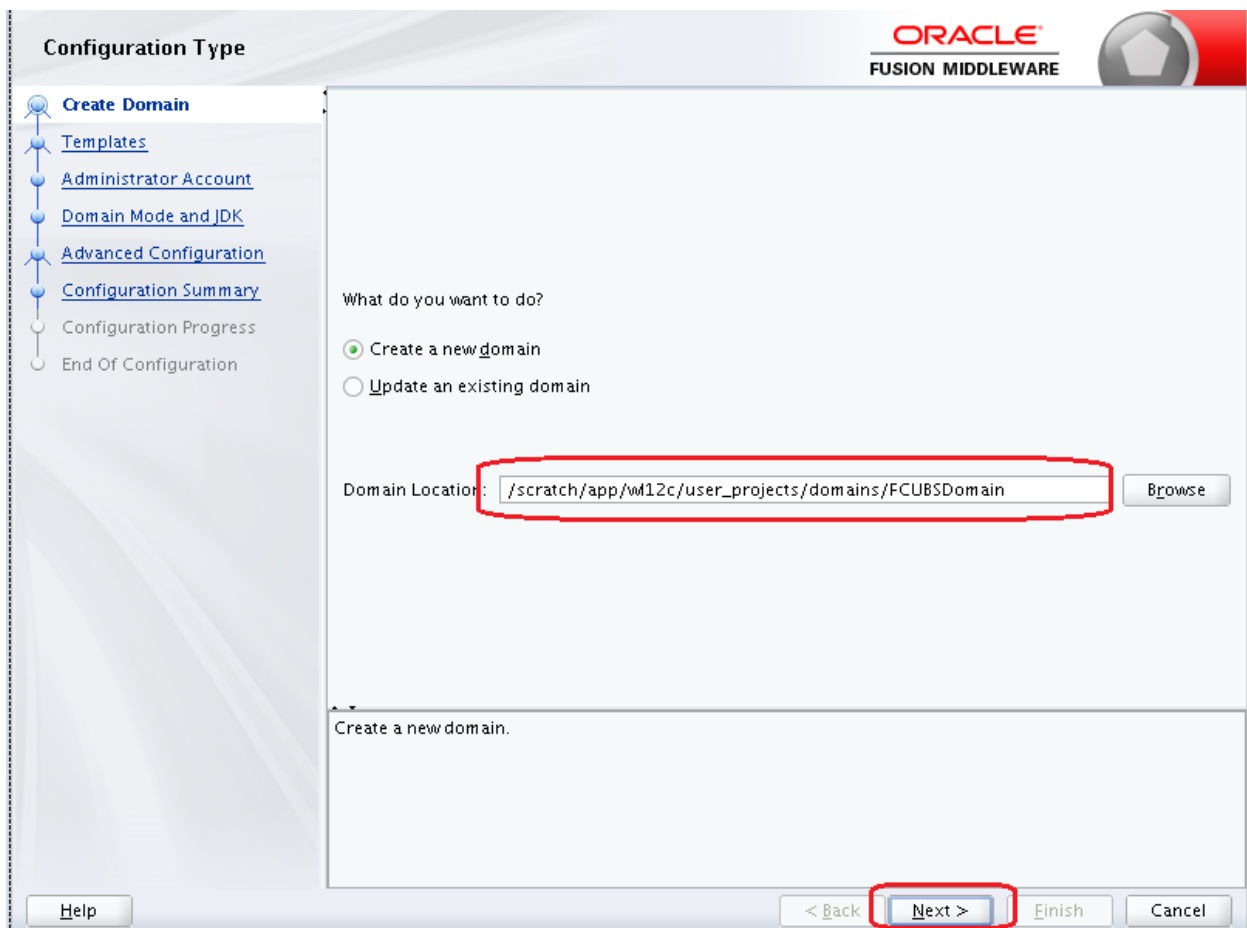 Configuration Type
ORACLE
FUSION MIDDLEWARE
Create Domain
Templates
Administrator Account
Domain Mode and JDK
Advanced Configuration
Configuration Summary
Configuration Progress
End Of Configuration
What do you want to do?
Create a new domain
Update an existing domain
Domain Location: /scratch/app/wl12c/user_projects/domains/FCUBSDomain Browse
Create a new domain.
Help < Back Next > Finish Cancel